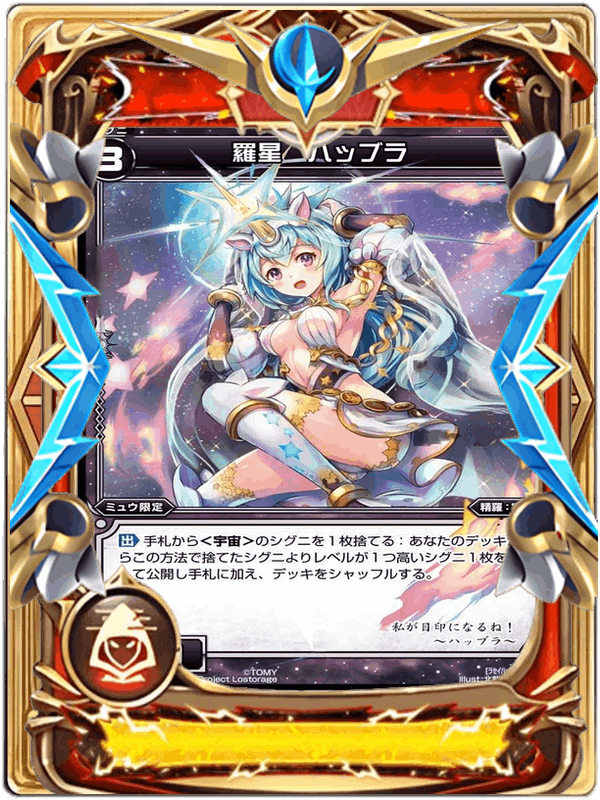 3
羅星 ハッブラ
ミュウ限定
精羅:
出 手札から<宇宙>のシグニを1枚捨てる:あなたのデッキ
らこの方法で捨てたシグニよりレベルが1つ高いシグニ1枚を
て公開し手札に加え、デッキをシャッフルする。
私が目印になるね!
~ハッブラ~
©TOMY
Project Lostorage
Illust: